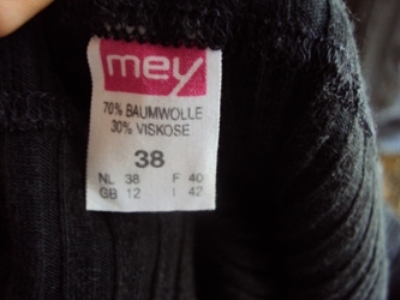 mey
70% BAUMWOLLE
30% VISKOSE
38
NL 38 F 40
GB 12 I 42